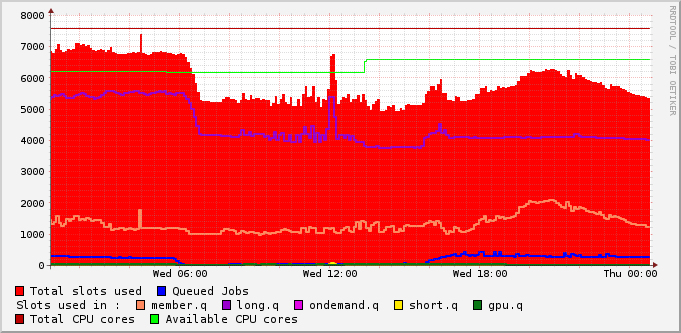 8000
7000
6000
5000
4000
3000
2000
1000
0
Wed 06:00 Wed 12:00 Wed 18:00 Thu 00:00
RRDTOOL / TOBI OETIKER
Total slots used Queued Jobs
Slots used in : member.q long.q ondemand.q short.q gpu.q
Total CPU cores Available CPU cores